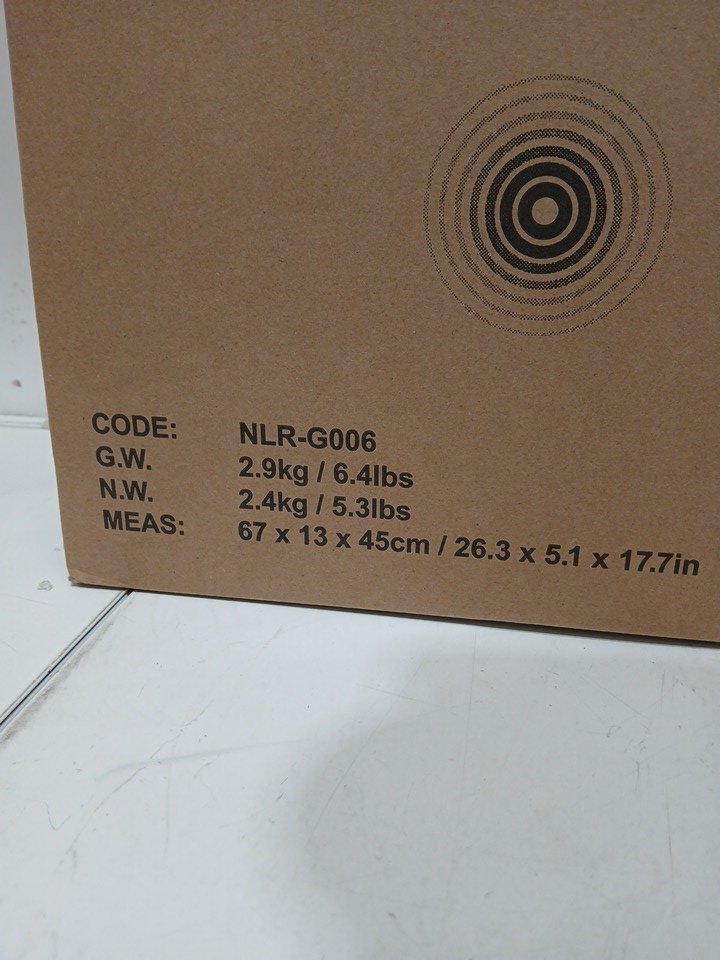 CODE: NLR-G006
G.W. 2.9kg / 6.4lbs
N.W. 2.4kg / 5.3lbs
MEAS: 67 x 13 x 45cm / 26.3 x 5.1 x 17.7in